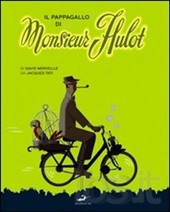 IL PAPPAGALLO
DI
Monsieur Hulot
DI DAVID MERVEILLE
DA JACQUES TATI